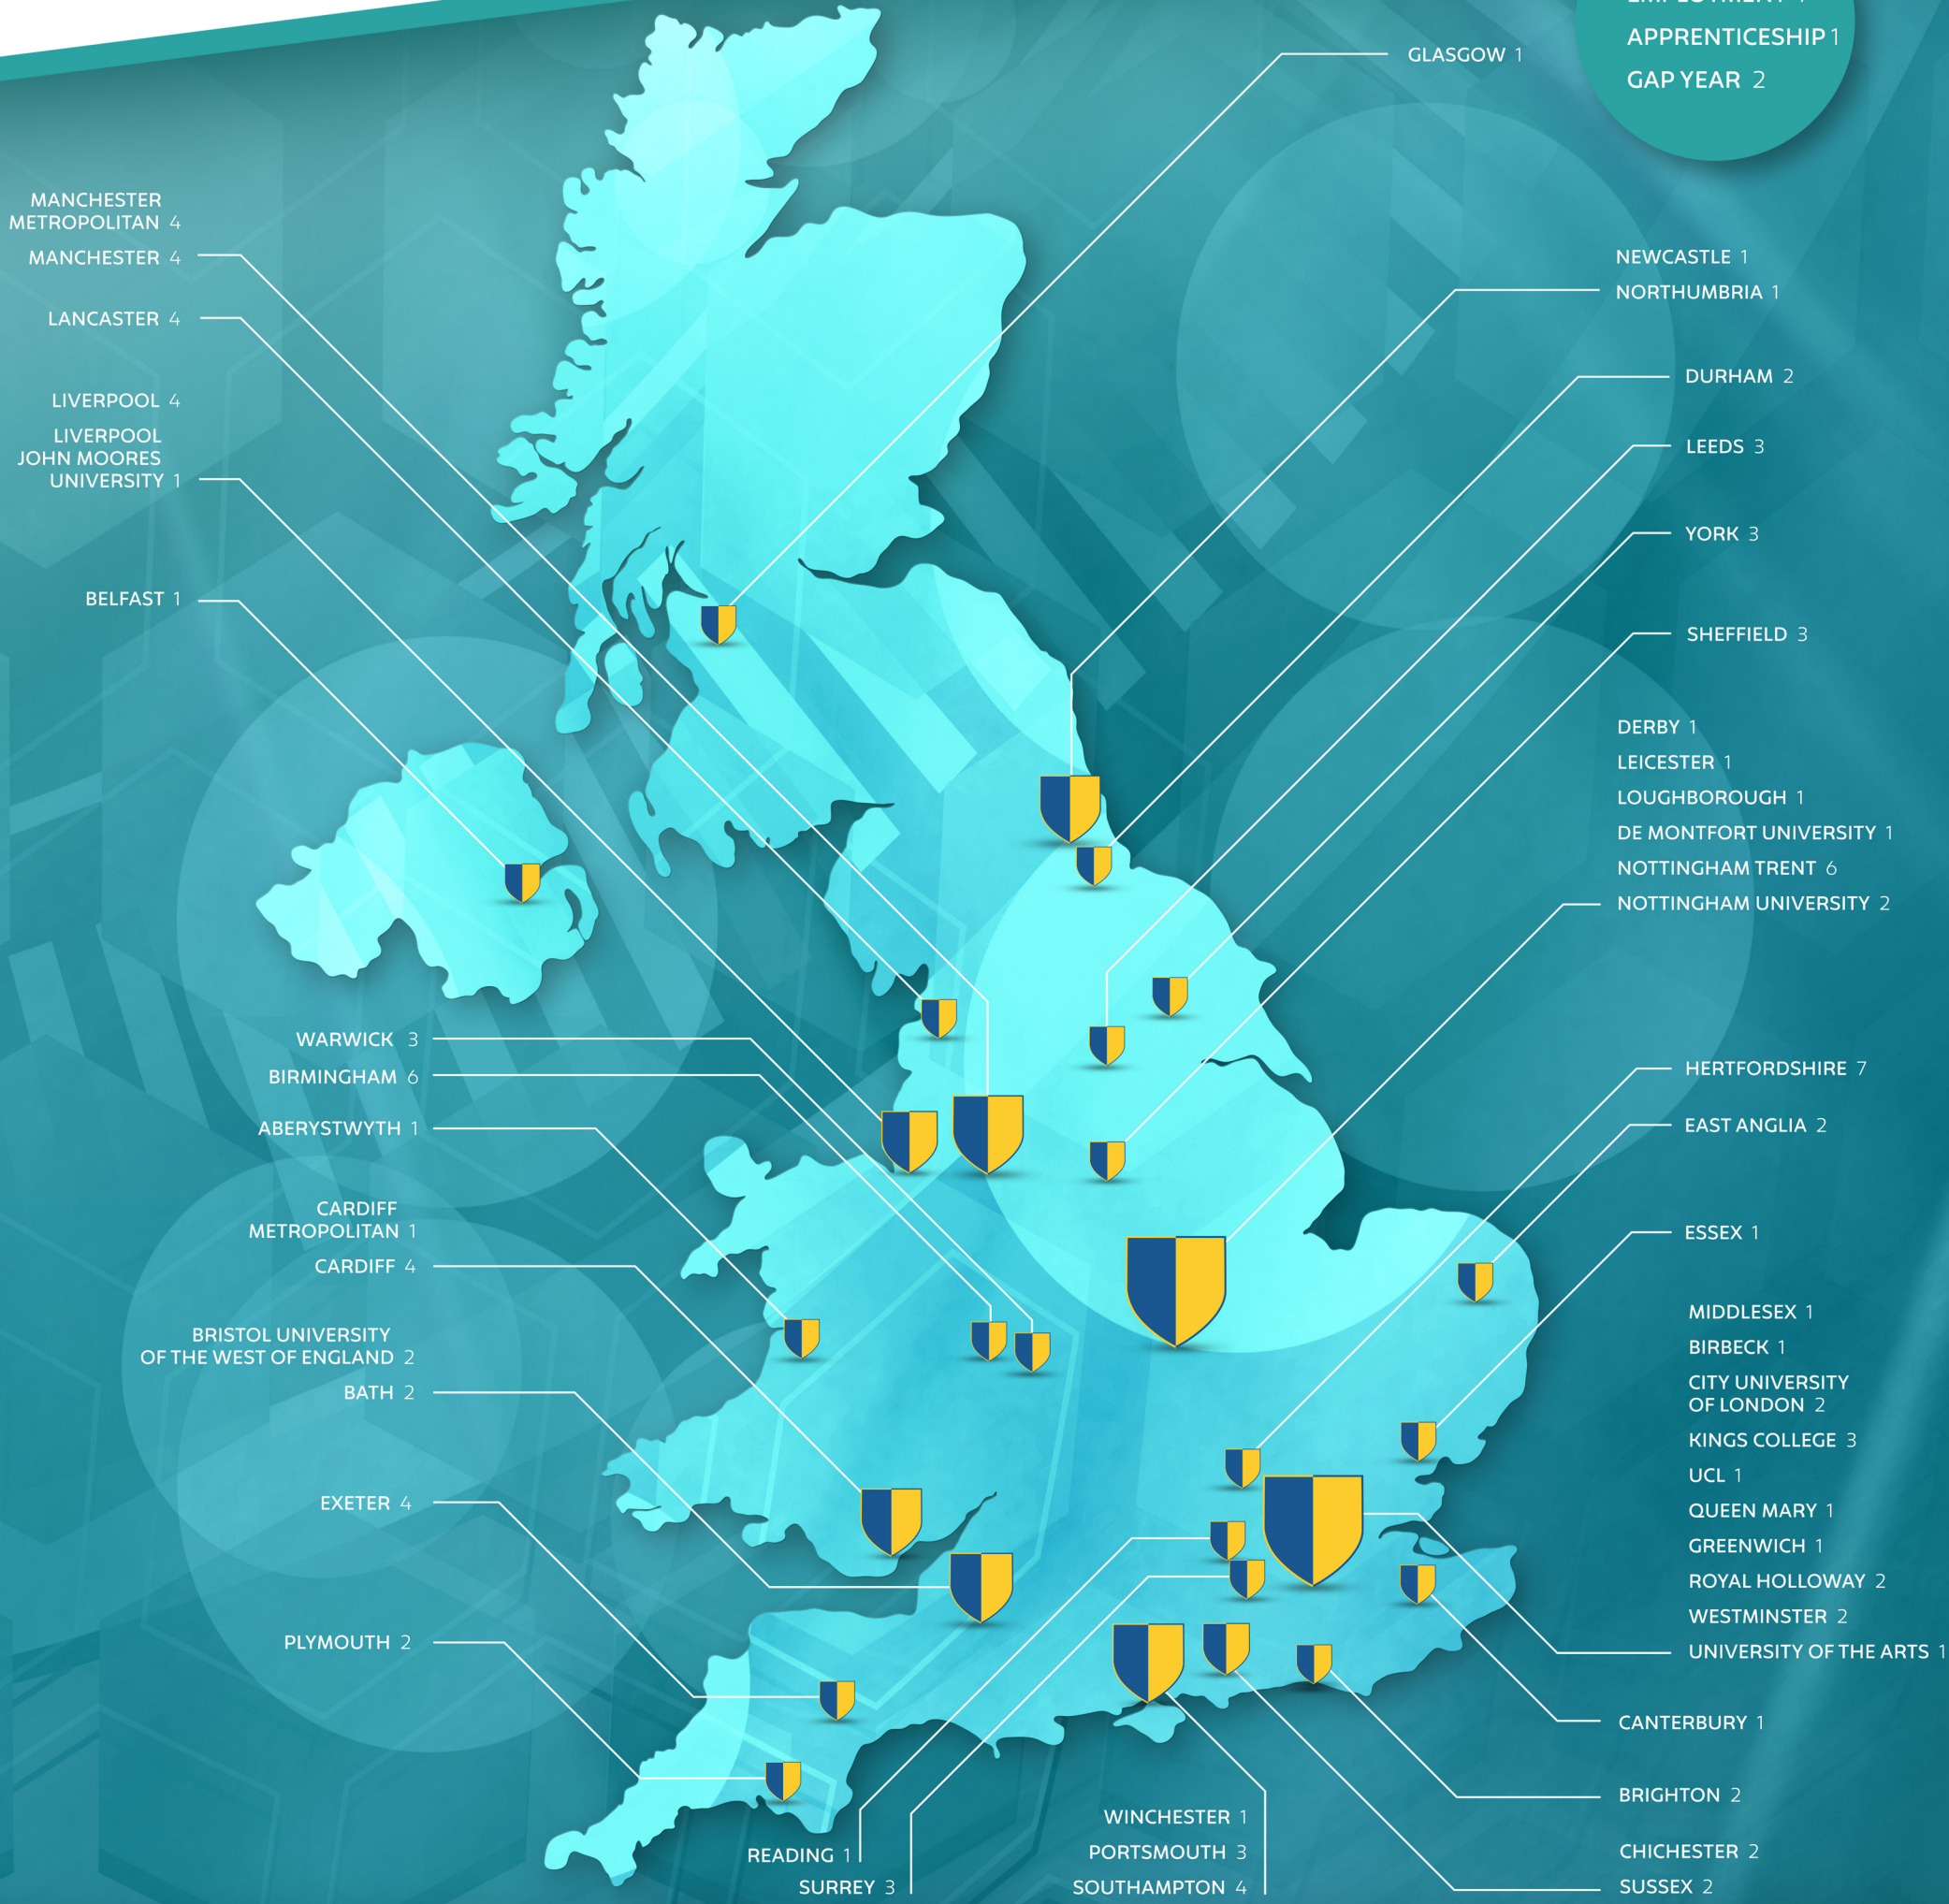 APPRENTICESHIP 1
GAP YEAR 2
GLASGOW 1
MANCHESTER
METROPOLITAN 4
MANCHESTER 4
LANCASTER 4
LIVERPOOL 4
LIVERPOOL
JOHN MOORES
UNIVERSITY 1
BELFAST 1
NEWCASTLE 1
NORTHUMBRIA 1
DURHAM 2
LEEDS 3
YORK 3
SHEFFIELD 3
DERBY 1
LEICESTER 1
LOUGHBOROUGH 1
DE MONTFORT UNIVERSITY 1
NOTTINGHAM TRENT 6
NOTTINGHAM UNIVERSITY 2
WARWICK 3
BIRMINGHAM 6
ABERYSTWYTH 1
CARDIFF
METROPOLITAN 1
CARDIFF 4
BRISTOL UNIVERSITY
OF THE WEST OF ENGLAND 2
BATH 2
EXETER 4
PLYMOUTH 2
HERTFORDSHIRE 7
EAST ANGLIA 2
ESSEX 1
MIDDLESEX 1
BIRBECK 1
CITY UNIVERSITY
OF LONDON 2
KINGS COLLEGE 3
UCL 1
QUEEN MARY 1
GREENWICH 1
ROYAL HOLLOWAY 2
WESTMINSTER 2
UNIVERSITY OF THE ARTS 1
CANTERBURY 1
BRIGHTON 2
CHICHESTER 2
SUSSEX 2
READING 1
SURREY 3
WINCHESTER 1
PORTSMOUTH 3
SOUTHAMPTON 4